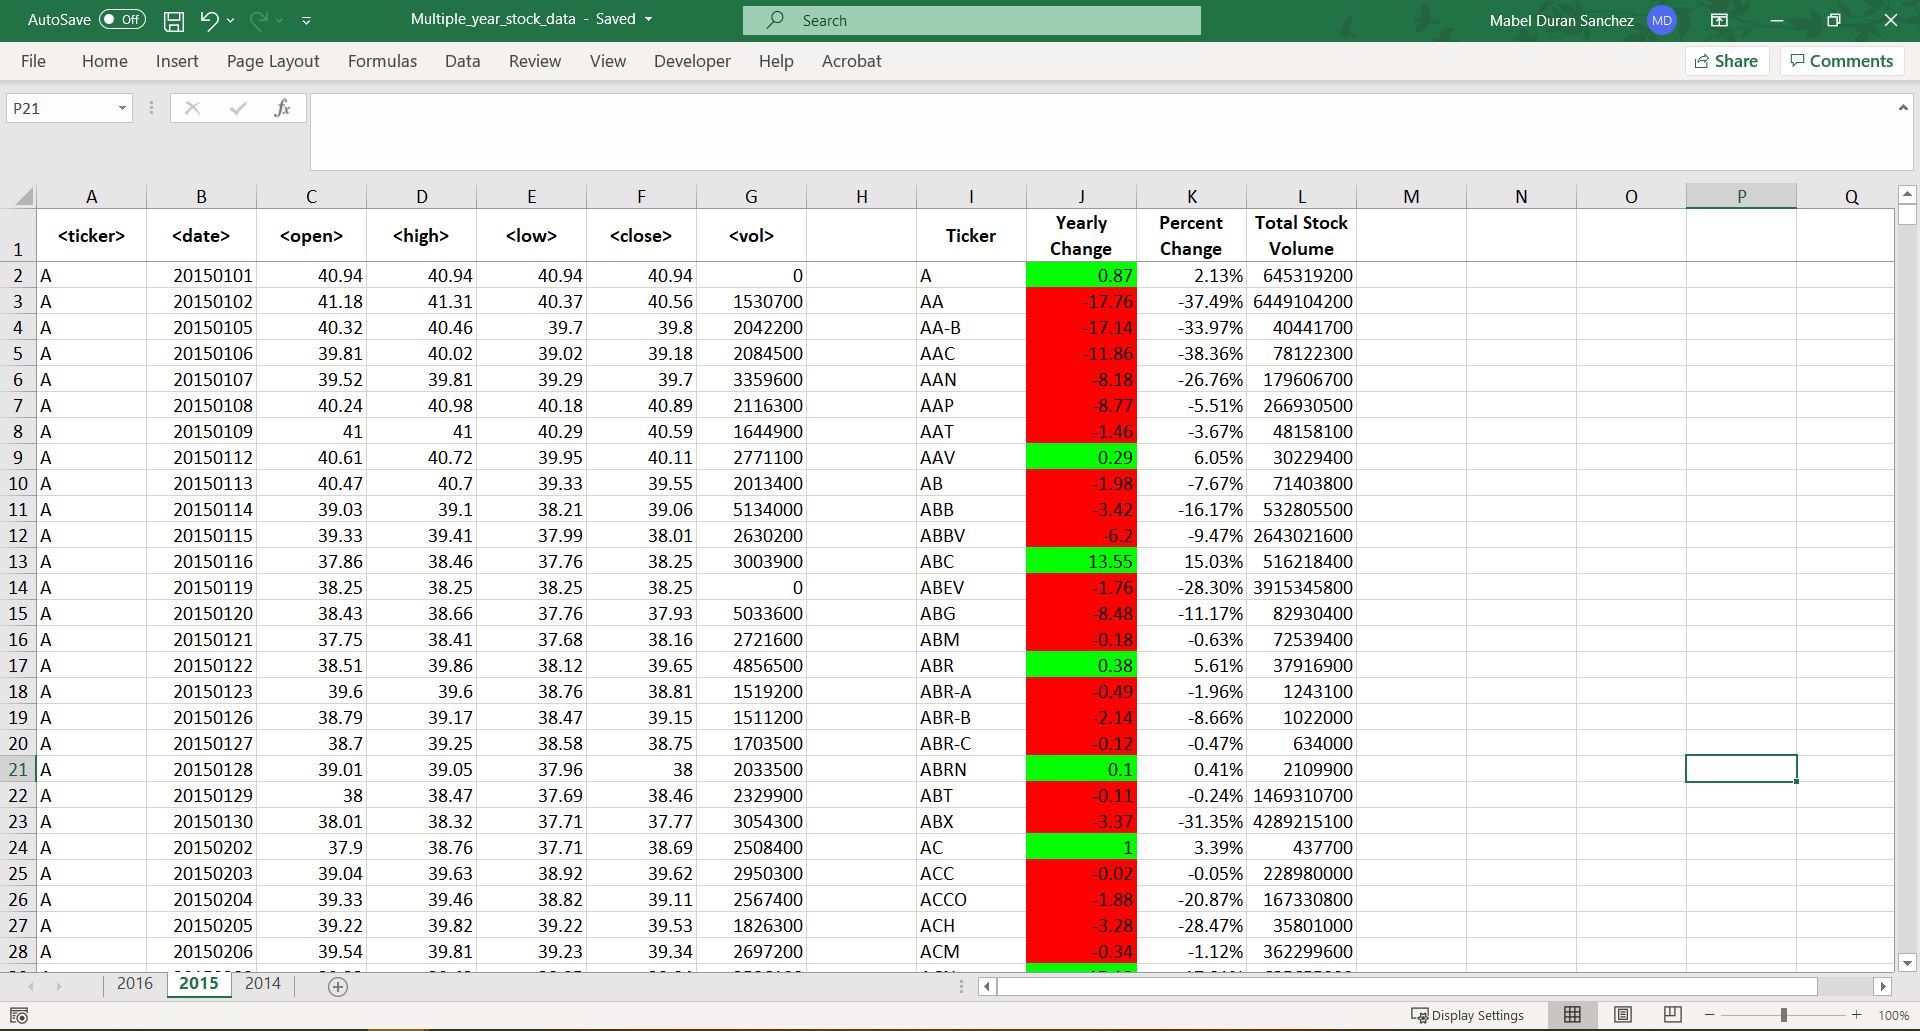 AutoSave Off Multiple_year_stock_data - Saved Search Mabel Duran Sanchez MD
File Home Insert Page Layout Formulas Data Review View Developer Help Acrobat Share Comments
P21 fx
A B C D E F G H I J K L M N O P Q
1 <ticker> <date> <open> <high> <low> <close> <vol> Ticker Yearly Change Percent Change Total Stock Volume
2 A 20150101 40.94 40.94 40.94 40.94 0 A 0.87 2.13% 645319200
3 A 20150102 41.18 41.31 40.37 40.56 1530700 AA -17.76 -37.49% 6449104200
4 A 20150105 40.32 40.46 39.7 39.8 2042200 AA-B -17.14 -33.97% 40441700
5 A 20150106 39.81 40.02 39.02 39.18 2084500 AAC -11.86 -38.36% 78122300
6 A 20150107 39.52 39.81 39.29 39.7 3359600 AAN -8.18 -26.76% 179606700
7 A 20150108 40.24 40.98 40.18 40.89 2116300 AAP -8.77 -5.51% 266930500
8 A 20150109 41 41 40.29 40.59 1644900 AAT -1.46 -3.67% 48158100
9 A 20150112 40.61 40.72 39.95 40.11 2771100 AAV 0.29 6.05% 30229400
10 A 20150113 40.47 40.7 39.33 39.55 2013400 AB -1.98 -7.67% 71403800
11 A 20150114 39.03 39.1 38.21 39.06 5134000 ABB -3.42 -16.17% 532805500
12 A 20150115 39.33 39.41 37.99 38.01 2630200 ABBV -6.2 -9.47% 2643021600
13 A 20150116 37.86 38.46 37.76 38.25 3003900 ABC 13.55 15.03% 516218400
14 A 20150119 38.25 38.25 38.25 38.25 0 ABEV -1.76 -28.30% 3915345800
15 A 20150120 38.43 38.66 37.76 37.93 5033600 ABG -8.48 -11.17% 82930400
16 A 20150121 37.75 38.41 37.68 38.16 2721600 ABM -0.18 -0.63% 72539400
17 A 20150122 38.51 39.86 38.12 39.65 4856500 ABR 0.38 5.61% 37916900
18 A 20150123 39.6 39.6 38.76 38.81 1519200 ABR-A -0.49 -1.96% 1243100
19 A 20150126 38.79 39.17 38.47 39.15 1511200 ABR-B -2.14 -8.66% 1022000
20 A 20150127 38.7 39.25 38.58 38.75 1703500 ABR-C -0.12 -0.47% 634000
21 A 20150128 39.01 39.05 37.96 38 2033500 ABRN 0.1 0.41% 2109900
22 A 20150129 38 38.47 37.69 38.46 2329900 ABT -0.11 -0.24% 1469310700
23 A 20150130 38.01 38.32 37.71 37.77 3054300 ABX -3.37 -31.35% 4289215100
24 A 20150202 37.9 38.76 37.71 38.69 2508400 AC 1 3.39% 437700
25 A 20150203 39.04 39.63 38.92 39.62 2950300 ACC -0.02 -0.05% 228980000
26 A 20150204 39.33 39.46 38.82 39.11 2567400 ACCO -1.88 -20.87% 167330800
27 A 20150205 39.22 39.82 39.22 39.53 1826300 ACH -3.28 -28.47% 35801000
28 A 20150206 39.54 39.81 39.23 39.34 2697200 ACM -0.34 -1.12% 362299600
2016 2015 2014
Display Settings 100%